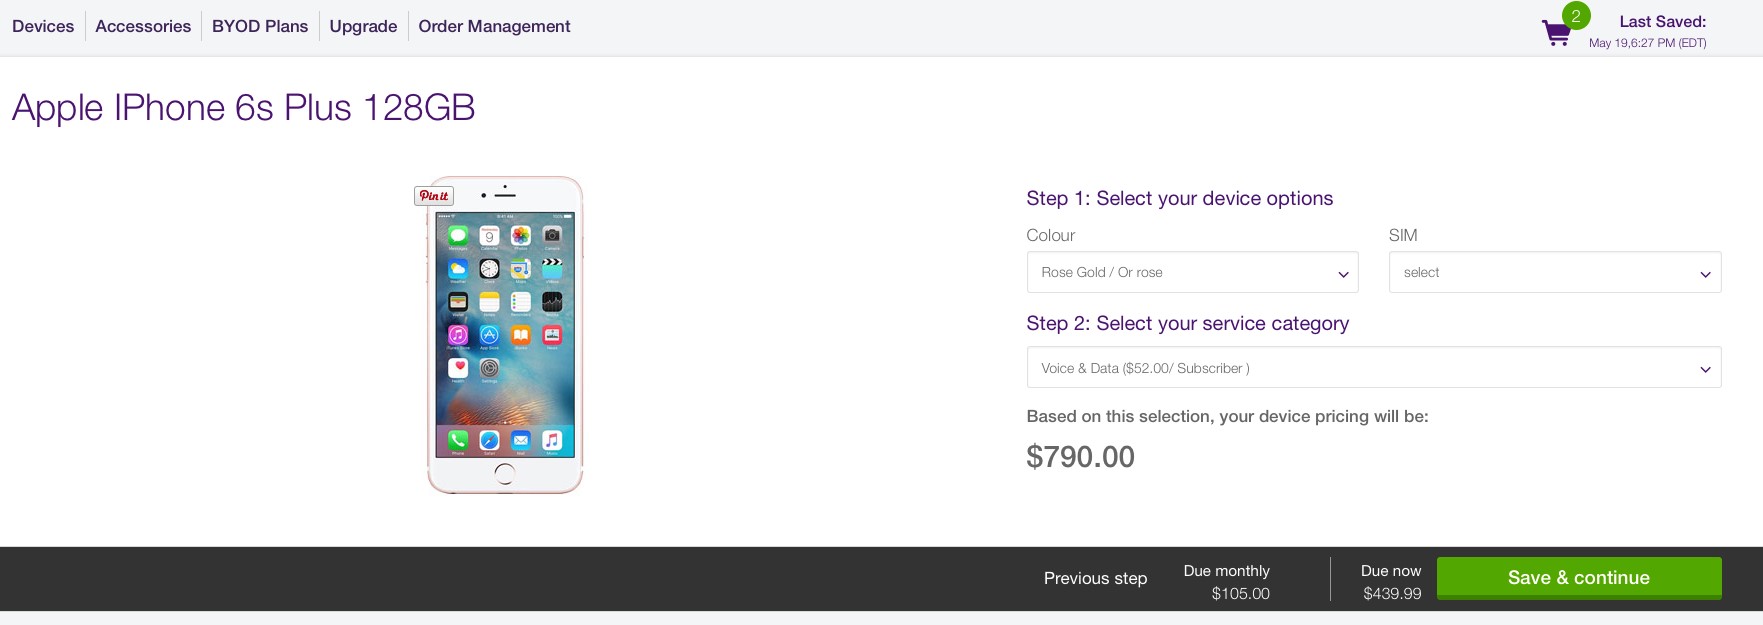 Devices
Accessories
BYOD Plans
Upgrade
Order Management
2
Last Saved:
May 19,6:27 PM (EDT)
Apple IPhone 6s Plus 128GB
Pin it
9
Step 1: Select your device options
Colour
SIM
Rose Gold / Or rose
select
Step 2: Select your service category
Voice & Data ($52.00/ Subscriber )
Based on this selection, your device pricing will be:
$790.00
Previous step
Due monthly
$105.00
Due now
$439.99
Save & continue